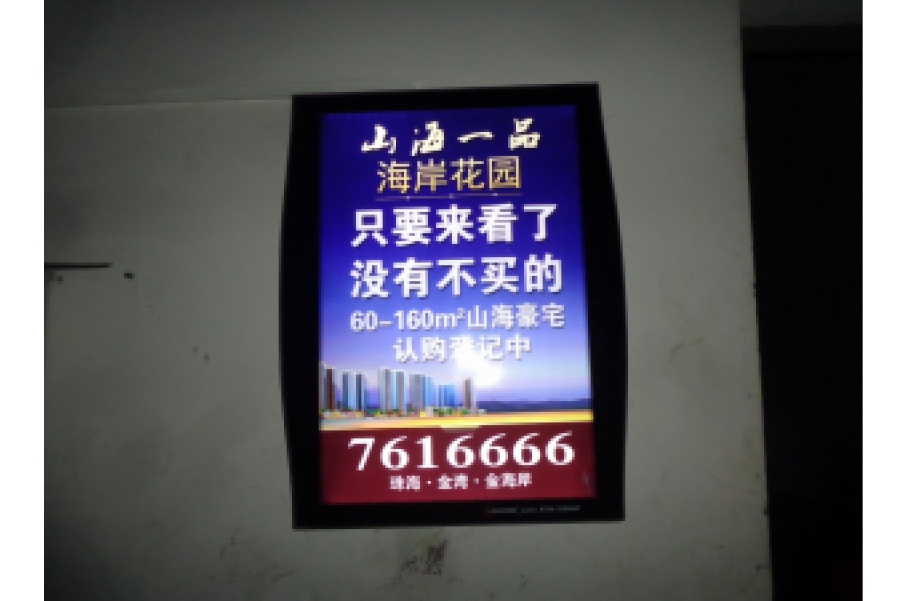 山海一品
海岸花园
只要来看了
没有不买的
60-160m²山海豪宅
认购登记中
7616666
珠海·金湾·金海岸